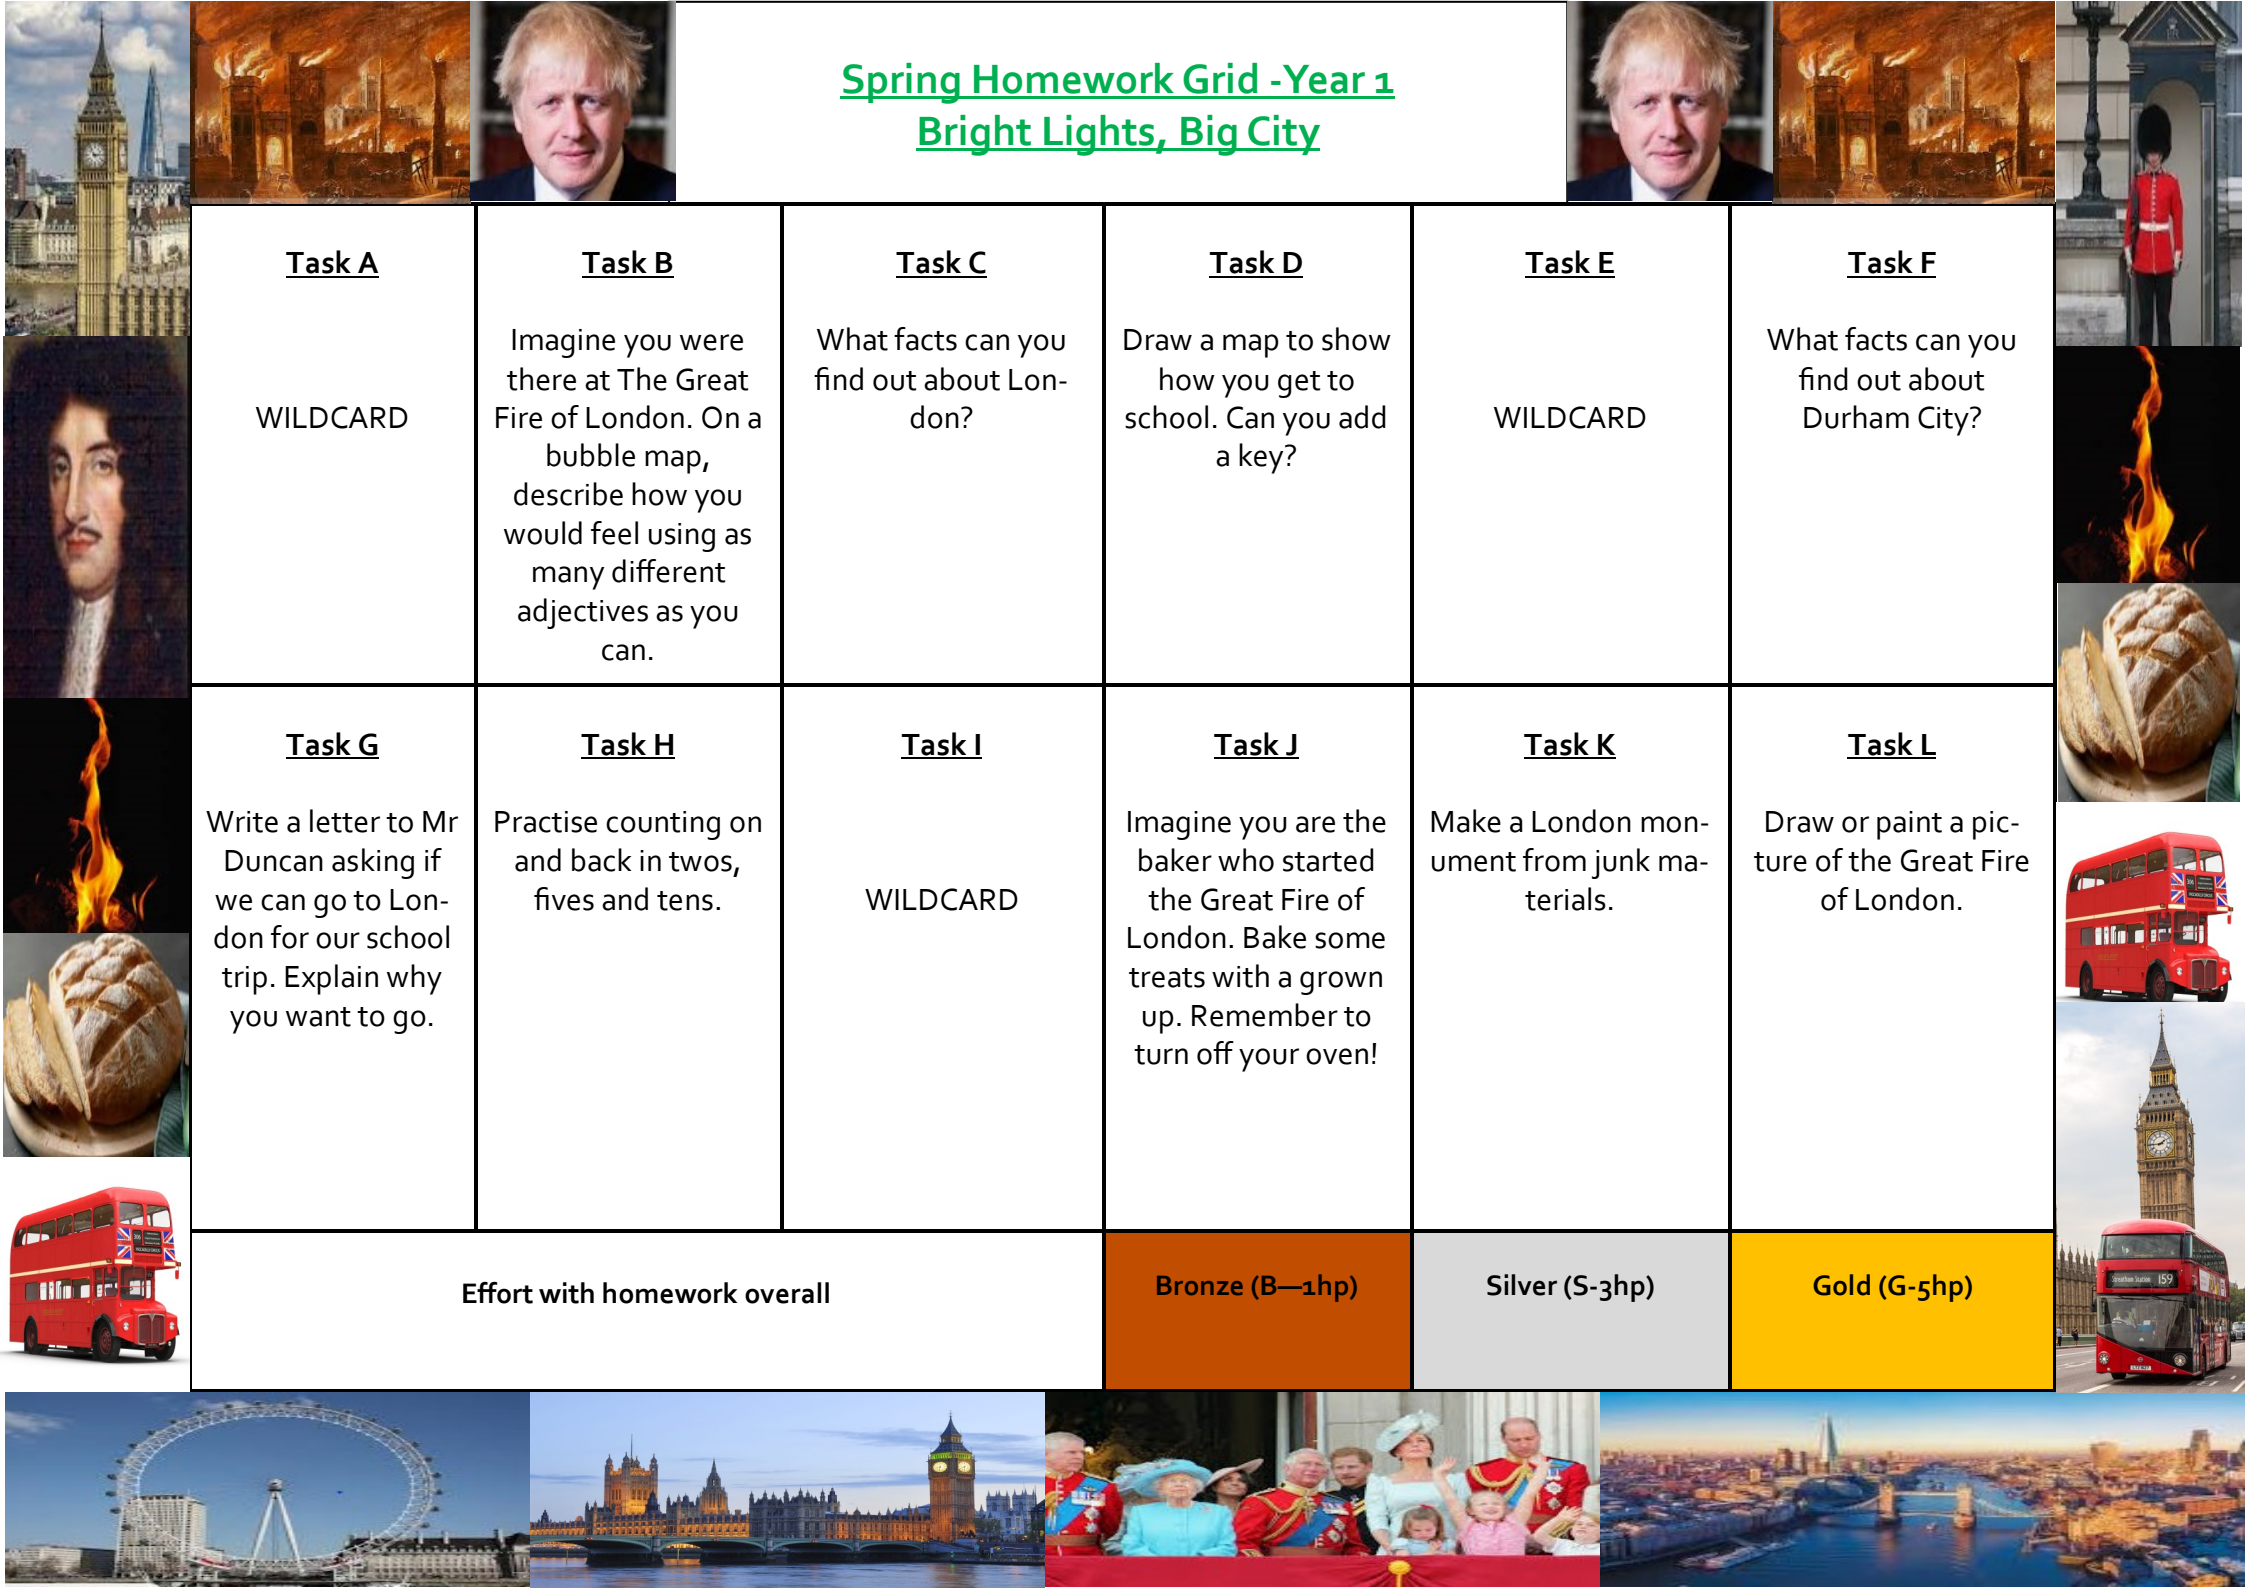 Spring Homework Grid -Year 1
Bright Lights, Big City
Task A
WILDCARD
Task B
Imagine you were
there at The Great
Fire of London. On a
bubble map,
describe how you
would feel using as
many different
adjectives as you
can.
Task C
What facts can you
find out about Lon-
don?
Task D
Draw a map to show
how you get to
school. Can you add
a key?
Task E
WILDCARD
Task F
What facts can you
find out about
Durham City?
Task G
Write a letter to Mr
Duncan asking if
we can go to Lon-
don for our school
trip. Explain why
you want to go.
Task H
Practise counting on
and back in twos,
fives and tens.
Task I
WILDCARD
Task J
Imagine you are the
baker who started
the Great Fire of
London. Bake some
treats with a grown
up. Remember to
turn off your oven!
Task K
Make a London mon-
ument from junk ma-
terials.
Task L
Draw or paint a pic-
ture of the Great Fire
of London.
Effort with homework overall
Bronze (B—1hp)
Silver (S-3hp)
Gold (G-5hp)
159